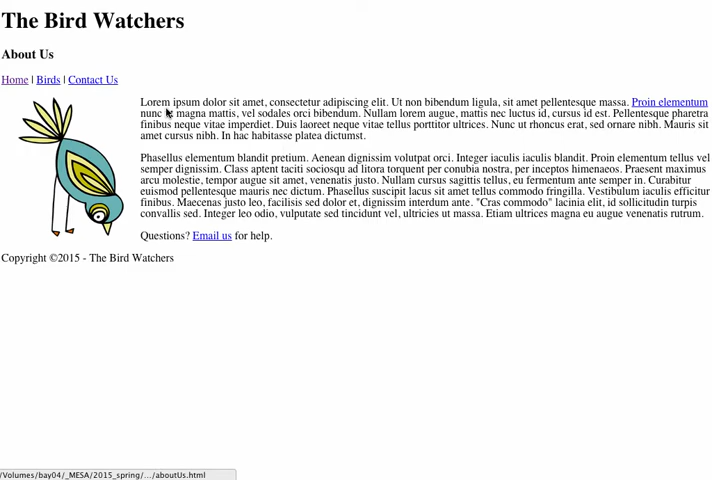 The Bird Watchers
About Us
Home | Birds | Contact Us
Lorem ipsum dolor sit amet, consectetur adipiscing elit. Ut non bibendum ligula, sit amet pellentesque massa. Proin elementum
nunc magna mattis, vel sodales orci bibendum. Nullam lorem augue, mattis nec luctus id, cursus id est. Pellentesque pharetra
finibus neque vitae imperdiet. Duis laoreet neque vitae tellus porttitor ultrices. Nunc ut rhoncus erat, sed ornare nibh. Mauris sit
amet cursus nibh. In hac habitasse platea dictumst.
Phasellus elementum blandit pretium. Aenean dignissim volutpat orci. Integer iaculis iaculis blandit. Proin elementum tellus vel
semper dignissim. Class aptent taciti sociosqu ad litora torquent per conubia nostra, per inceptos himenaeos. Praesent maximus
arcu molestie, tempor augue sit amet, venenatis justo. Nullam cursus sagittis tellus, eu fermentum ante semper in. Curabitur
euismod pellentesque mauris nec dictum. Phasellus suscipit lacus sit amet tellus commodo fringilla. Vestibulum iaculis efficitur
finibus. Maecenas justo leo, facilisis sed dolor et, dignissim interdum ante. "Cras commodo" lacinia elit, id sollicitudin turpis
convallis sed. Integer leo odio, vulputate sed tincidunt vel, ultricies ut massa. Etiam ultrices magna eu augue venenatis rutrum.
Questions? Email us for help.
Copyright ©2015 - The Bird Watchers
/Volumes/bay04/_MESA/2015_spring/…/aboutUs.html